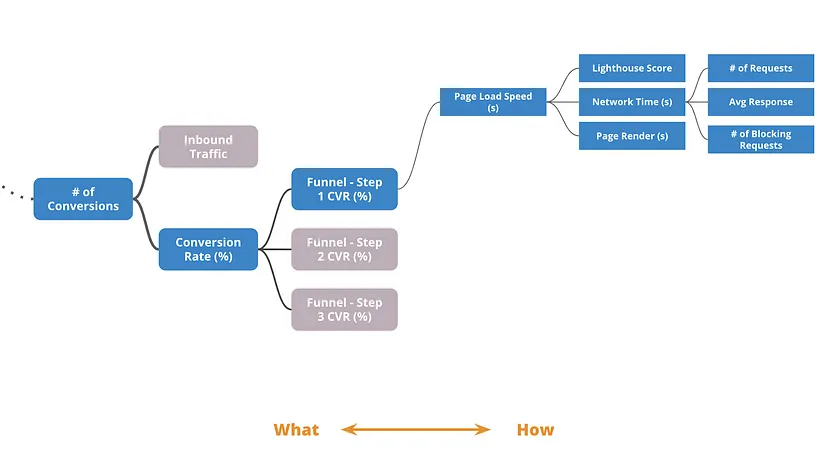 # of
Conversions
Inbound
Traffic
Conversion
Rate (%)
Funnel - Step
1 CVR (%)
Funnel - Step
2 CVR (%)
Funnel - Step
3 CVR (%)
Page Load Speed
(s)
Lighthouse Score
Network Time (s)
Page Render (s)
# of Requests
Avg Response
# of Blocking
Requests
What
How